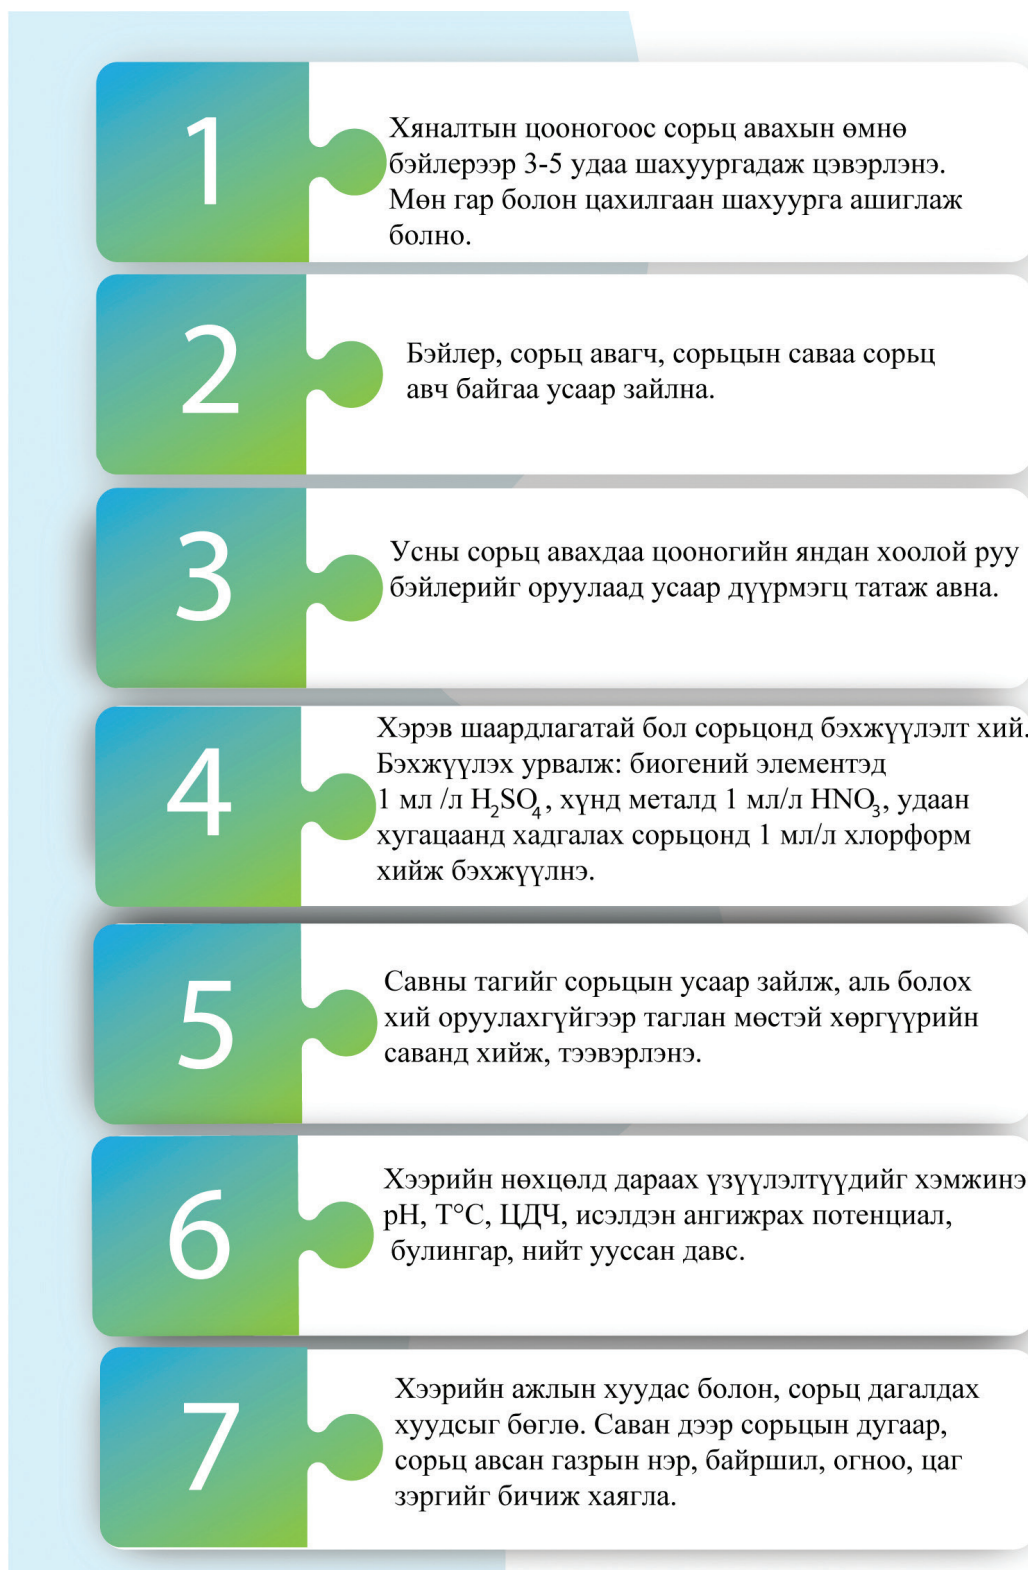 1
Хяналтын цооногоос сорьц авахын өмнө
бэйлерээр 3-5 удаа шахуургадаж цэвэрлэнэ.
Мөн гар болон цахилгаан шахуурга ашиглаж
болно.
2
Бэйлер, сорьц авагч, сорьцын саваа сорьц
авч байгаа усаар зайлна.
3
Усны сорьц авахдаа цооногийн яндан хоолой руу
бэйлерийг оруулаад усаар дүүрмэгц татаж авна.
4
Хэрэв шаардлагатай бол сорьцонд бэхжүүлэлт хий.
Бэхжүүлэх урвалж: биогений элементэд
1 мл /л H₂SO₄, хүнд металд 1 мл/л HNO₃, удаан
хугацаанд хадгалах сорьцонд 1 мл/л хлорформ
хийж бэхжүүлнэ.
5
Савны тагийг сорьцын усаар зайлж, аль болох
хий оруулахгүйгээр таглан мөстэй хөргүүрийн
саванд хийж, тээвэрлэнэ.
6
Хээрийн нөхцөлд дараах үзүүлэлтүүдийг хэмжинэ
pH, T°C, ЦДЧ, исэлдэн ангижрах потенциал,
булингар, нийт ууссан давс.
7
Хээрийн ажлын хуудас болон, сорьц дагалдах
хуудсыг бөглө. Саван дээр сорьцын дугаар,
сорьц авсан газрын нэр, байршил, огноо, цаг
зэргийг бичиж хаягла.